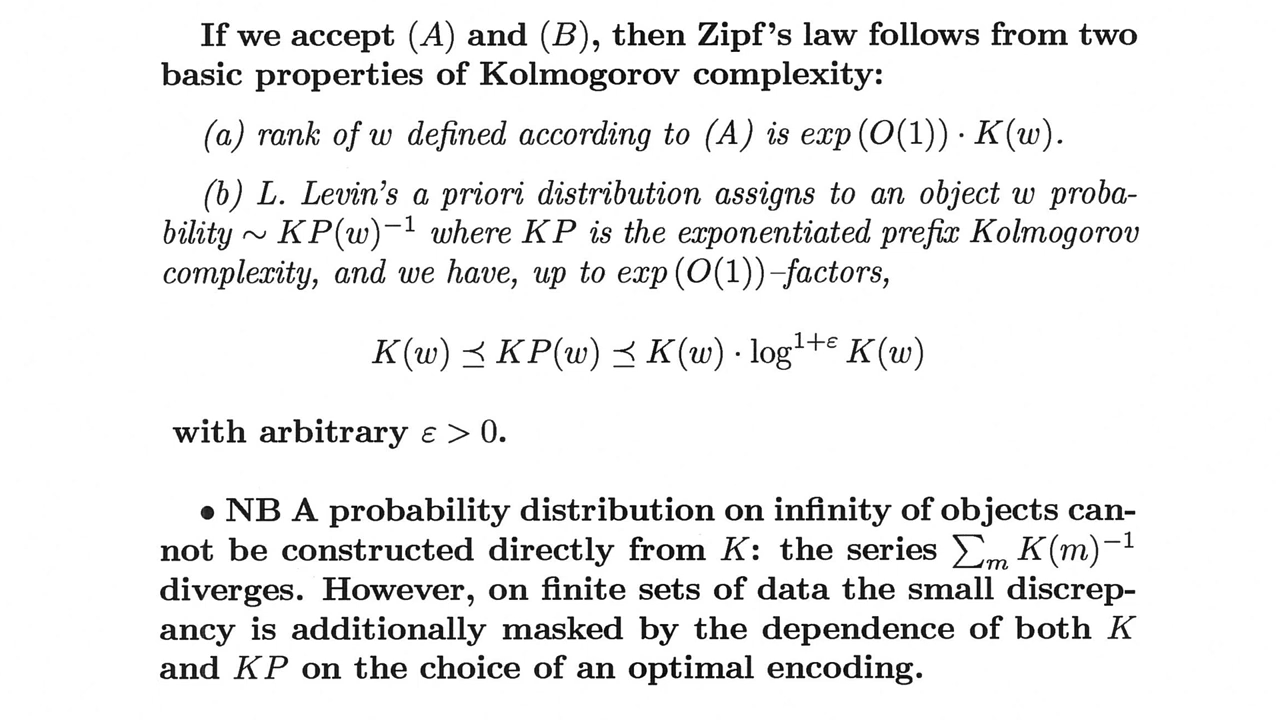 If we accept (A) and (B), then Zipf's law follows from two
basic properties of Kolmogorov complexity:
(a) rank of w defined according to (A) is exp (O(1)) · K(w).
(b) L. Levin's a priori distribution assigns to an object w proba-
bility ∼ KP(w)⁻¹ where KP is the exponentiated prefix Kolmogorov
complexity, and we have, up to exp (O(1))–factors,
K(w) ⪯ KP(w) ⪯ K(w) · log¹⁺ᵋ K(w)
with arbitrary ε > 0.
• NB A probability distribution on infinity of objects can-
not be constructed directly from K: the series ∑ₘ K(m)⁻¹
diverges. However, on finite sets of data the small discrep-
ancy is additionally masked by the dependence of both K
and KP on the choice of an optimal encoding.